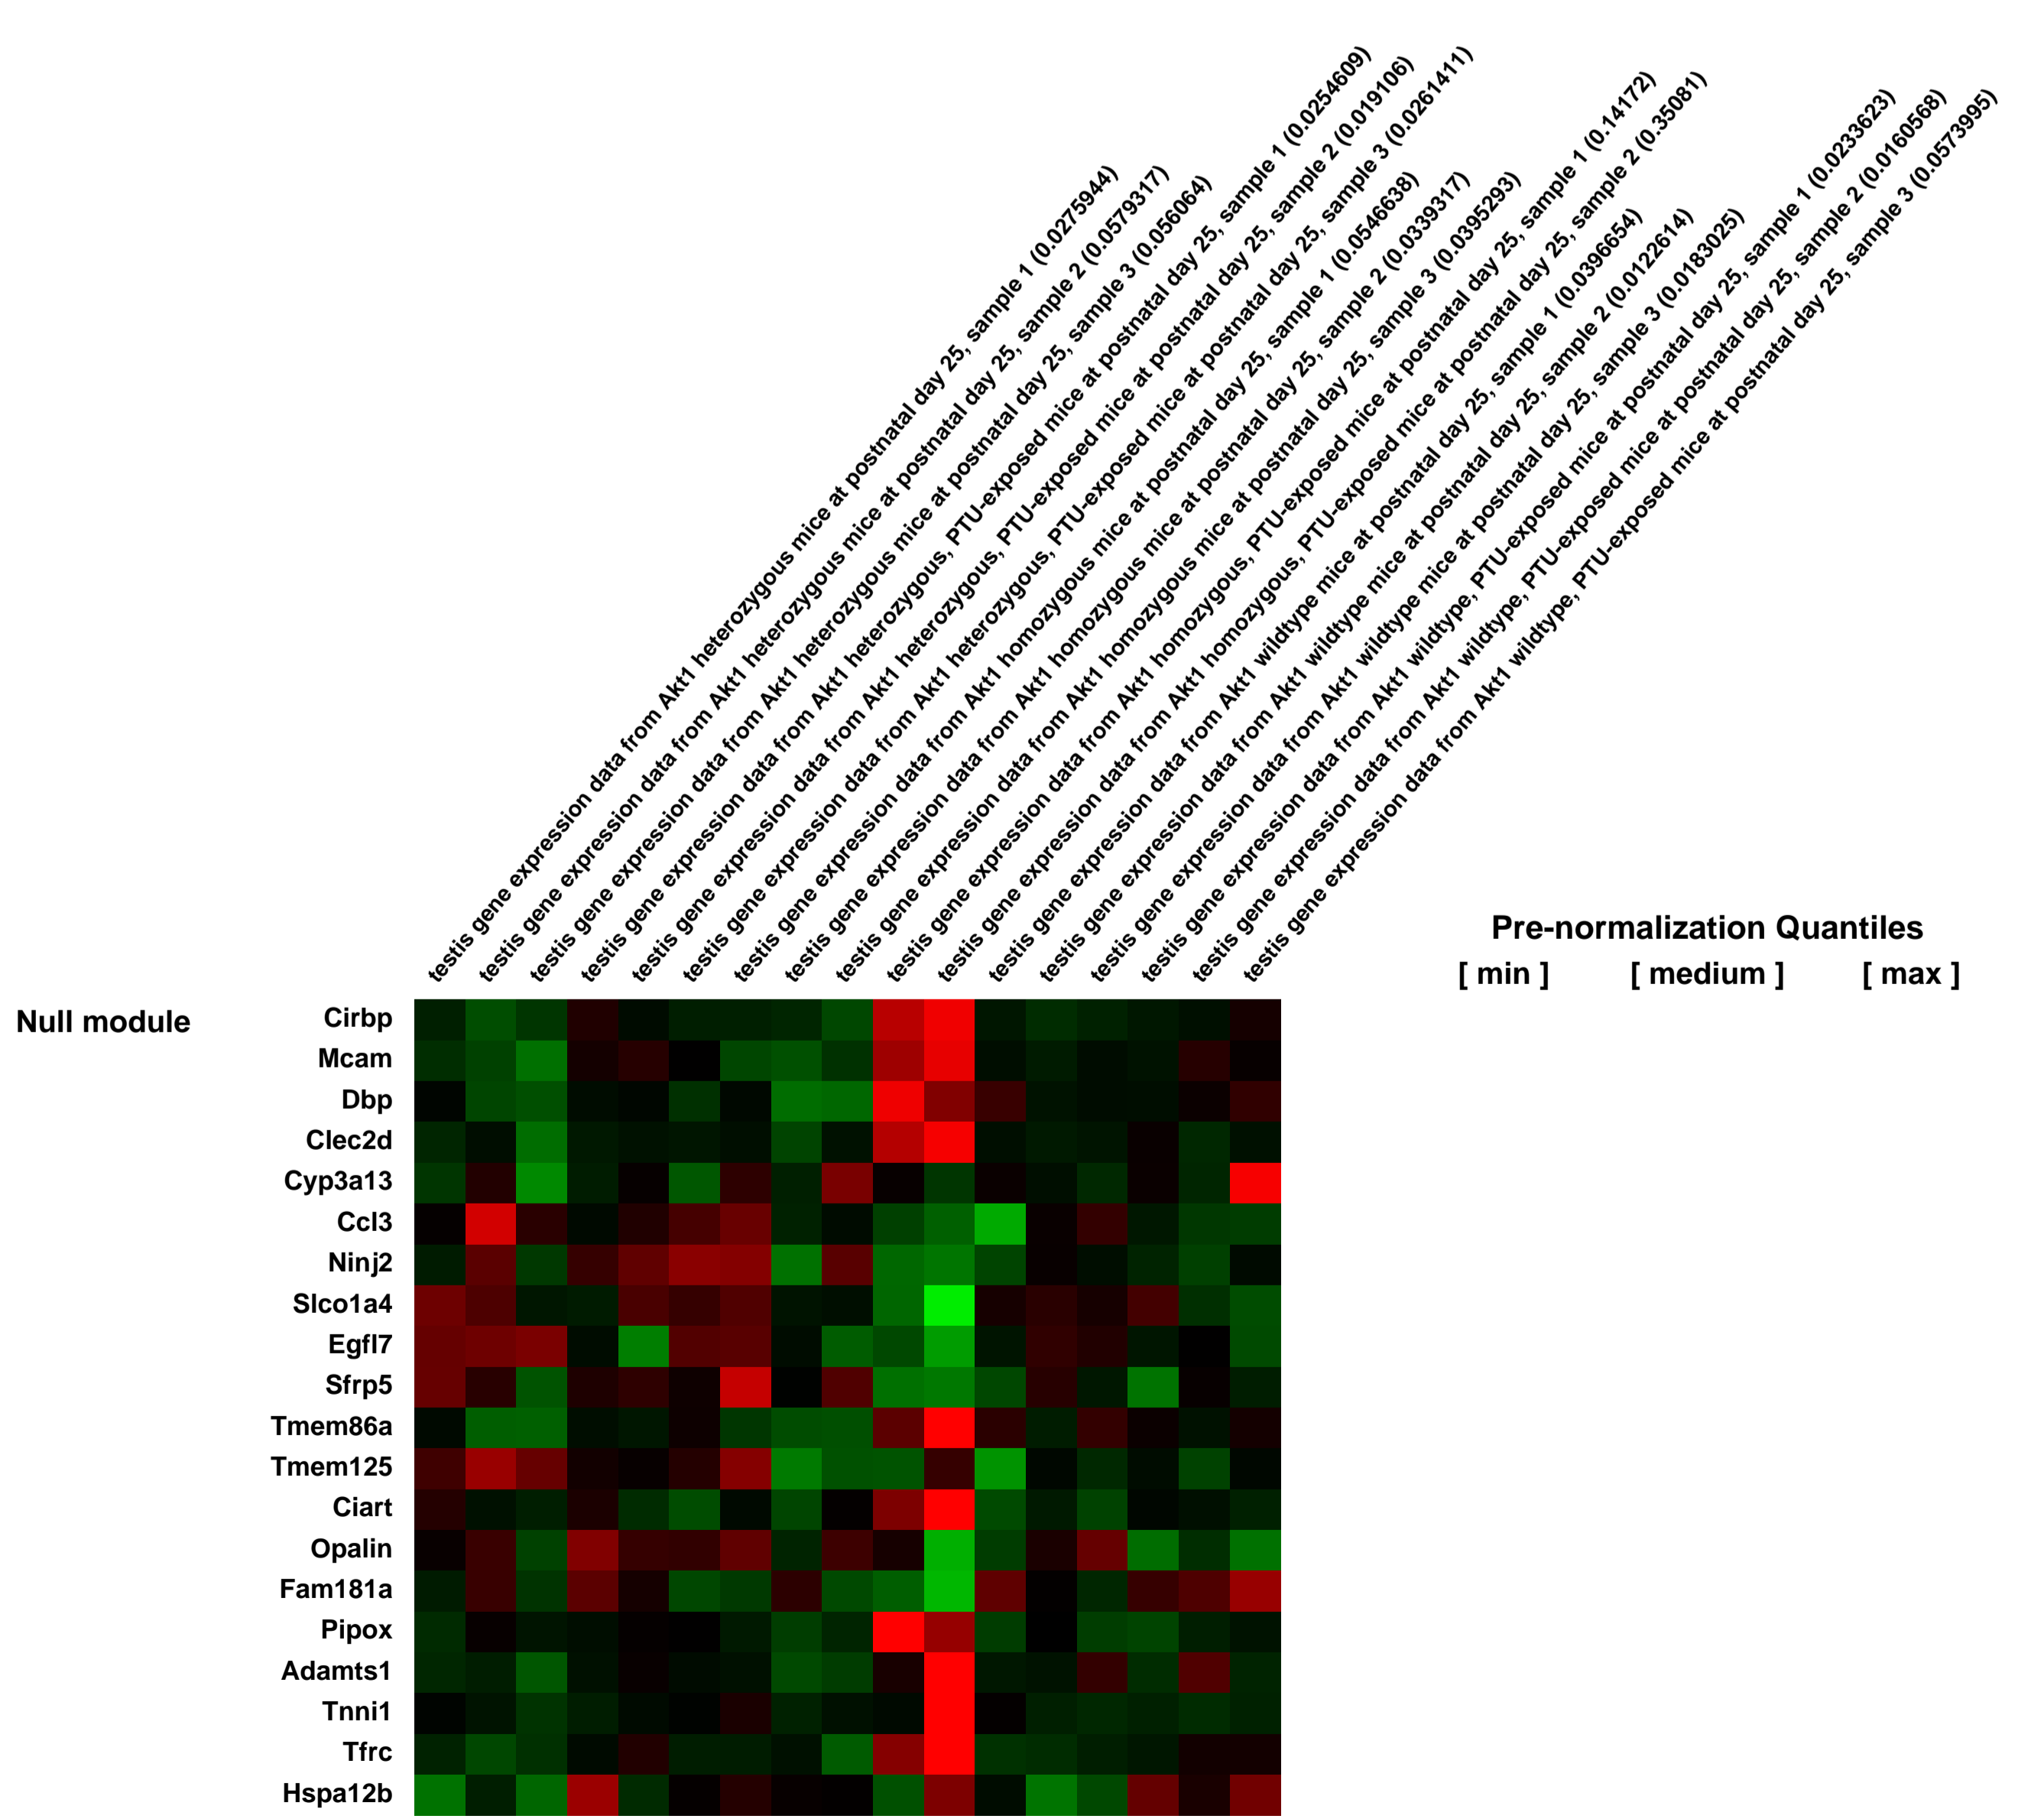 testis gene expression data from Akt1 heterozygous mice at postnatal day 25, sample 1 (0.0275944)
testis gene expression data from Akt1 heterozygous mice at postnatal day 25, sample 2 (0.0579317)
testis gene expression data from Akt1 heterozygous mice at postnatal day 25, sample 3 (0.056064)
testis gene expression data from Akt1 heterozygous, PTU-exposed mice at postnatal day 25, sample 1 (0.0254609)
testis gene expression data from Akt1 heterozygous, PTU-exposed mice at postnatal day 25, sample 2 (0.019106)
testis gene expression data from Akt1 heterozygous, PTU-exposed mice at postnatal day 25, sample 3 (0.0261411)
testis gene expression data from Akt1 homozygous mice at postnatal day 25, sample 1 (0.0546638)
testis gene expression data from Akt1 homozygous mice at postnatal day 25, sample 2 (0.0339317)
testis gene expression data from Akt1 homozygous mice at postnatal day 25, sample 3 (0.0395293)
testis gene expression data from Akt1 homozygous, PTU-exposed mice at postnatal day 25, sample 1 (0.14172)
testis gene expression data from Akt1 homozygous, PTU-exposed mice at postnatal day 25, sample 2 (0.35081)
testis gene expression data from Akt1 wildtype mice at postnatal day 25, sample 1 (0.0396654)
testis gene expression data from Akt1 wildtype mice at postnatal day 25, sample 2 (0.0122614)
testis gene expression data from Akt1 wildtype mice at postnatal day 25, sample 3 (0.0183025)
testis gene expression data from Akt1 wildtype, PTU-exposed mice at postnatal day 25, sample 1 (0.0233623)
testis gene expression data from Akt1 wildtype, PTU-exposed mice at postnatal day 25, sample 2 (0.0160568)
testis gene expression data from Akt1 wildtype, PTU-exposed mice at postnatal day 25, sample 3 (0.0573995)
Pre-normalization Quantiles
[ min ] [ medium ] [ max ]
Null module
Cirbp
Mcam
Dbp
Clec2d
Cyp3a13
Ccl3
Ninj2
Slco1a4
Egfl7
Sfrp5
Tmem86a
Tmem125
Ciart
Opalin
Fam181a
Pipox
Adamts1
Tnni1
Tfrc
Hspa12b